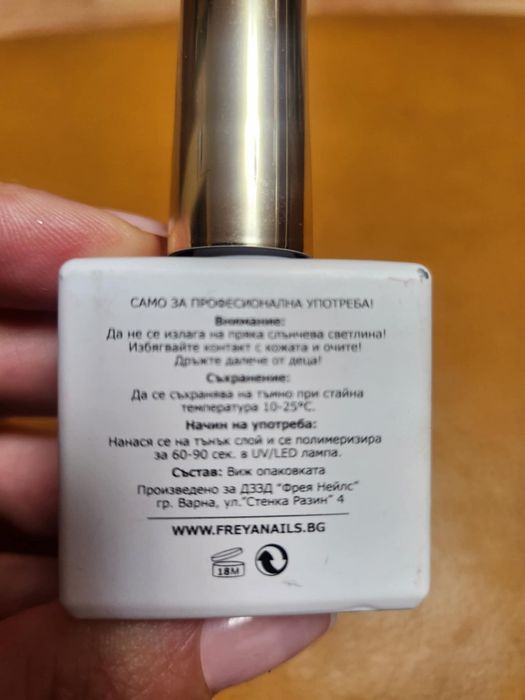 САМО ЗА ПРОФЕСИОНАЛНА УПОТРЕБА!
Внимание:
Да не се излага на пряка слънчева светлина!
Избягвайте контакт с кожата и очите!
Дръжте далече от деца!
Съхранение:
Да се съхранява на тъмно при стайна
температура 10-25°C.
Начин на употреба:
Нанася се на тънък слой и се полимеризира
за 60-90 сек. в UV/LED лампа.
Състав: Виж опаковката
Произведено за ДЗЗД "Фрея Нейлс"
гр. Варна, ул."Стенка Разин" 4
WWW.FREYANAILS.BG
18M